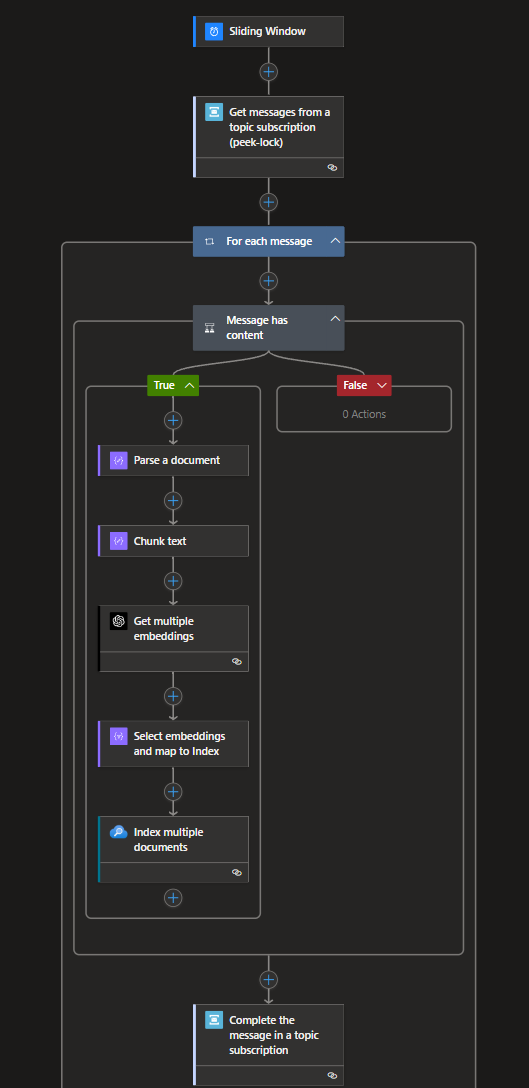 Sliding Window
Get messages from a
topic subscription
(peek-lock)
For each message
Message has
content
True
False
0 Actions
Parse a document
Chunk text
Get multiple
embeddings
Select embeddings
and map to Index
Index multiple
documents
Complete the
message in a topic
subscription